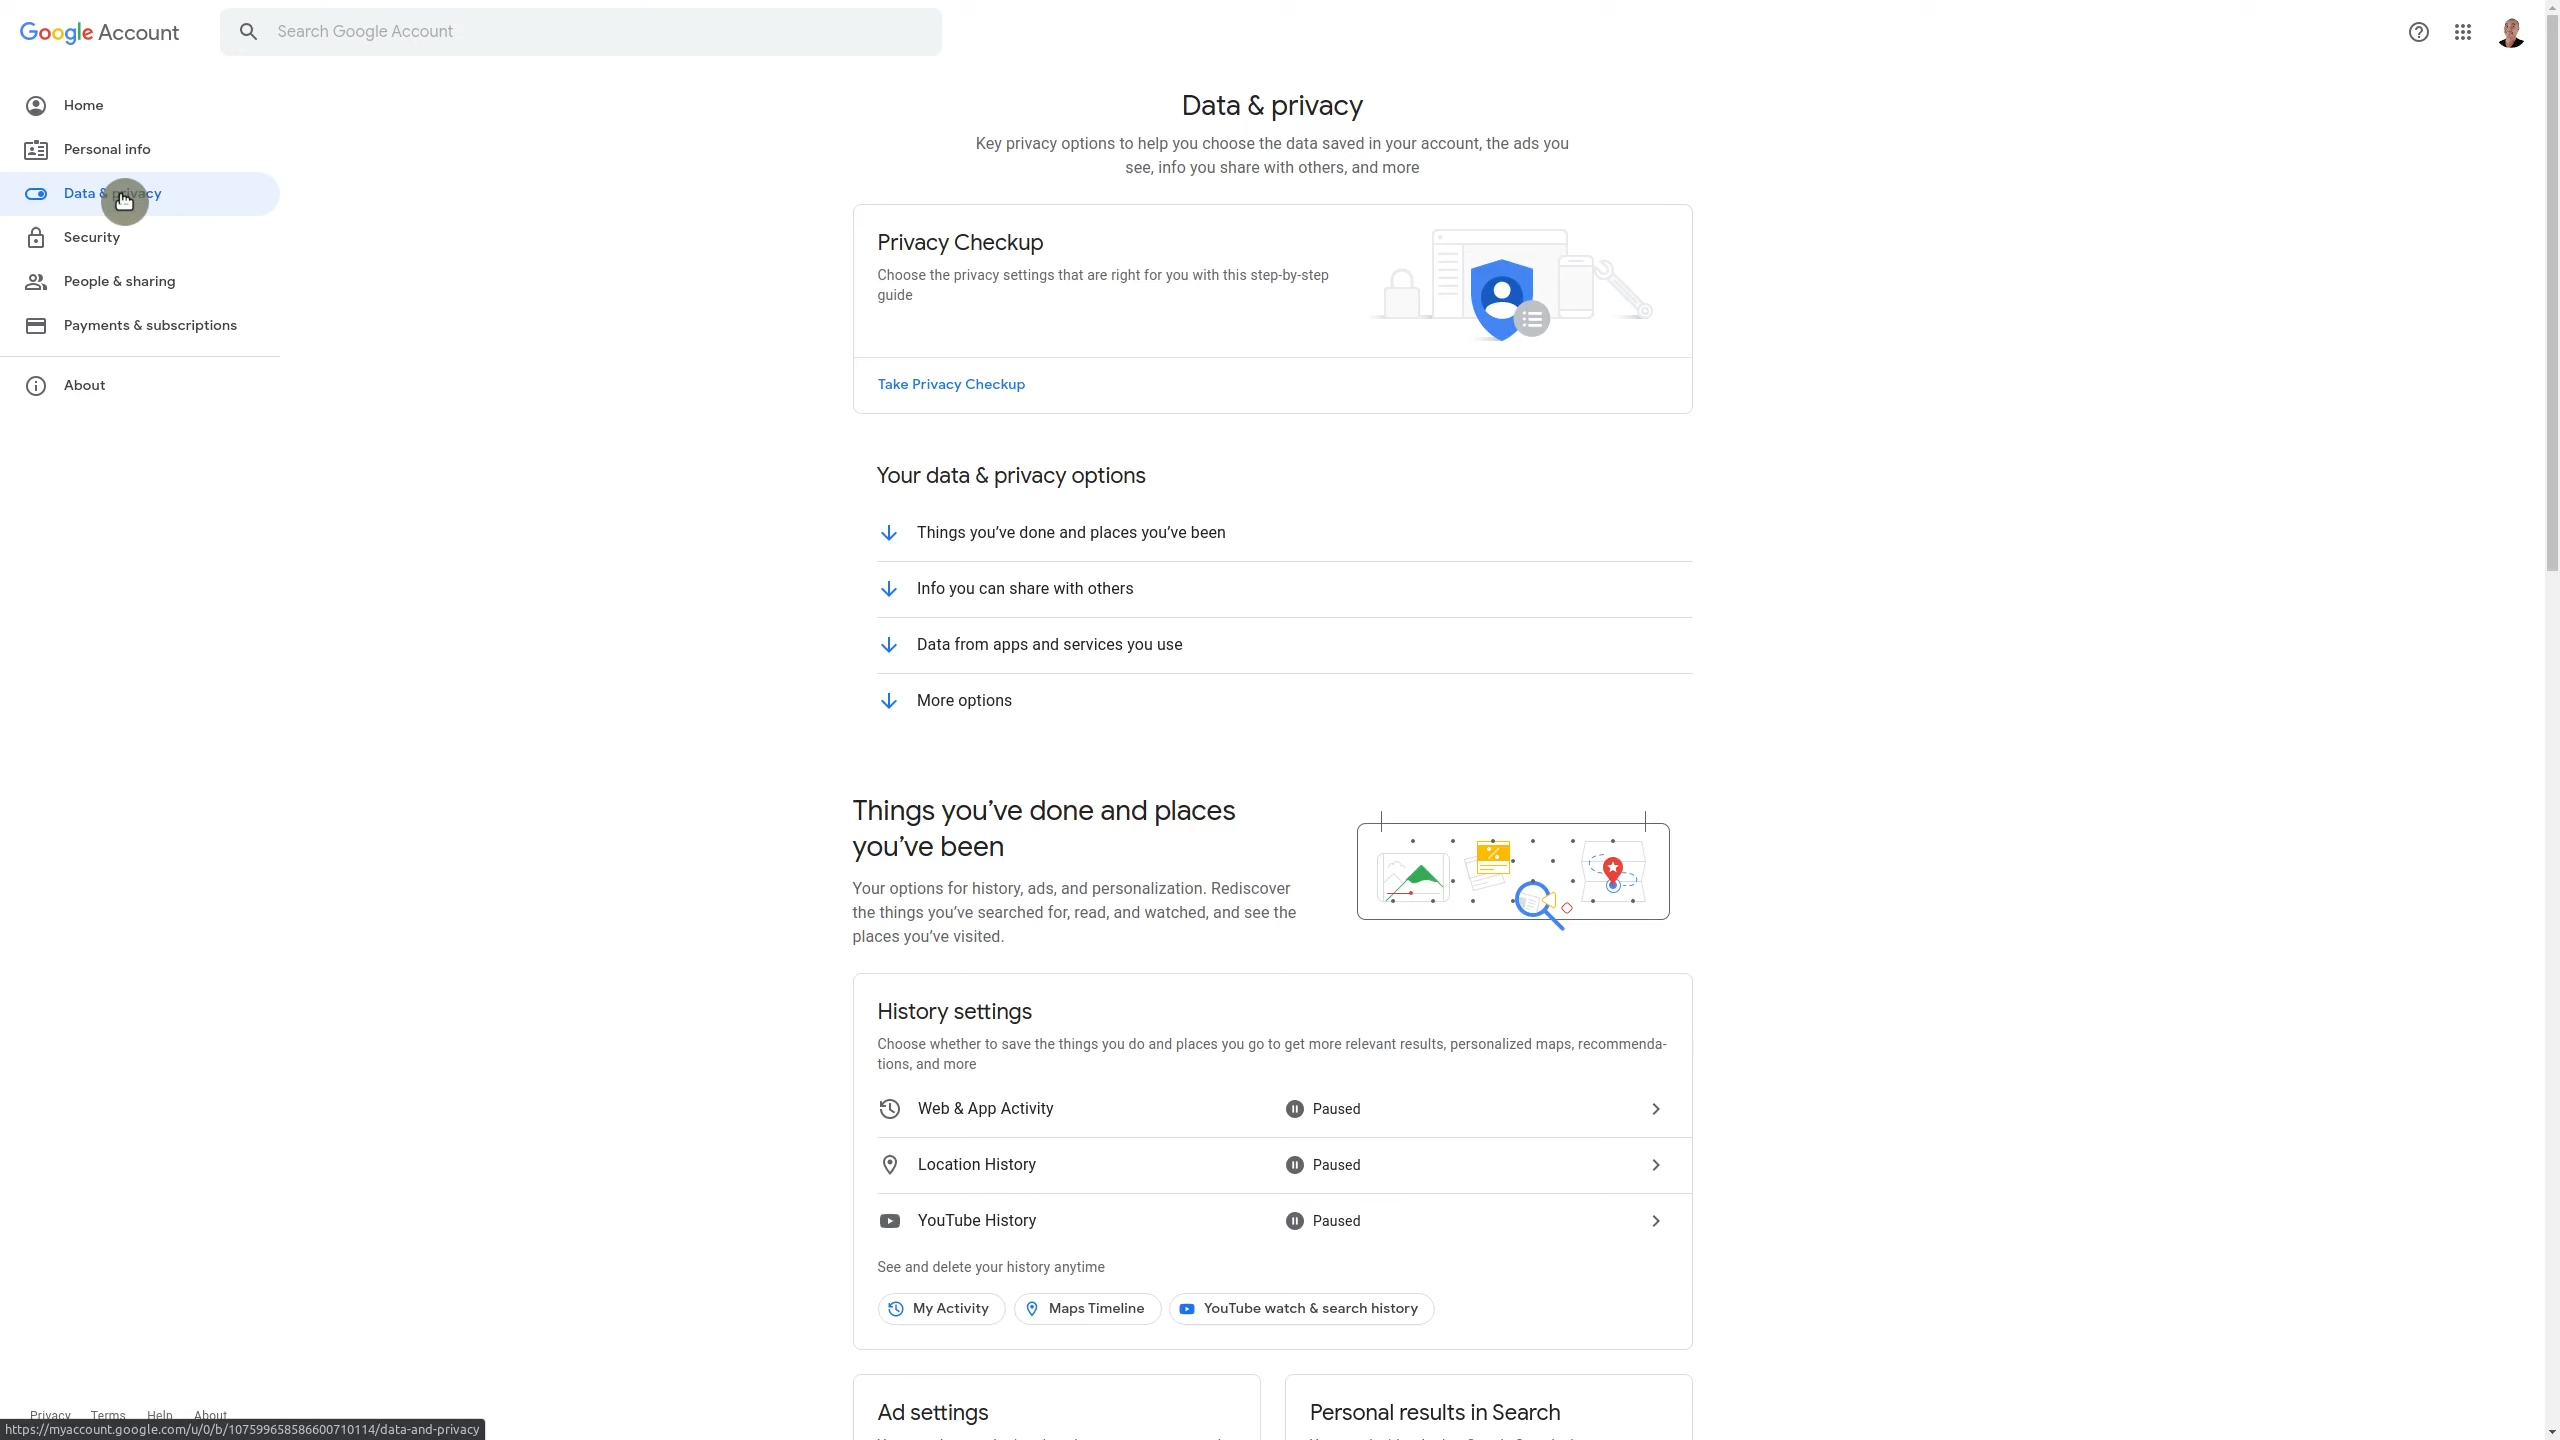 Google Account
Search Google Account
Home
Personal info
Data & privacy
Security
People & sharing
Payments & subscriptions
About
Data & privacy
Key privacy options to help you choose the data saved in your account, the ads you
see, info you share with others, and more
Privacy Checkup
Choose the privacy settings that are right for you with this step-by-step
guide
Take Privacy Checkup
Your data & privacy options
Things you’ve done and places you’ve been
Info you can share with others
Data from apps and services you use
More options
Things you’ve done and places
you’ve been
Your options for history, ads, and personalization. Rediscover
the things you’ve searched for, read, and watched, and see the
places you’ve visited.
History settings
Choose whether to save the things you do and places you go to get more relevant results, personalized maps, recommenda-
tions, and more
Web & App Activity Paused
Location History Paused
YouTube History Paused
See and delete your history anytime
My Activity Maps Timeline YouTube watch & search history
Ad settings Personal results in Search
Privacy Terms Help About
https://myaccount.google.com/u/0/b/107599658586600710114/data-and-privacy